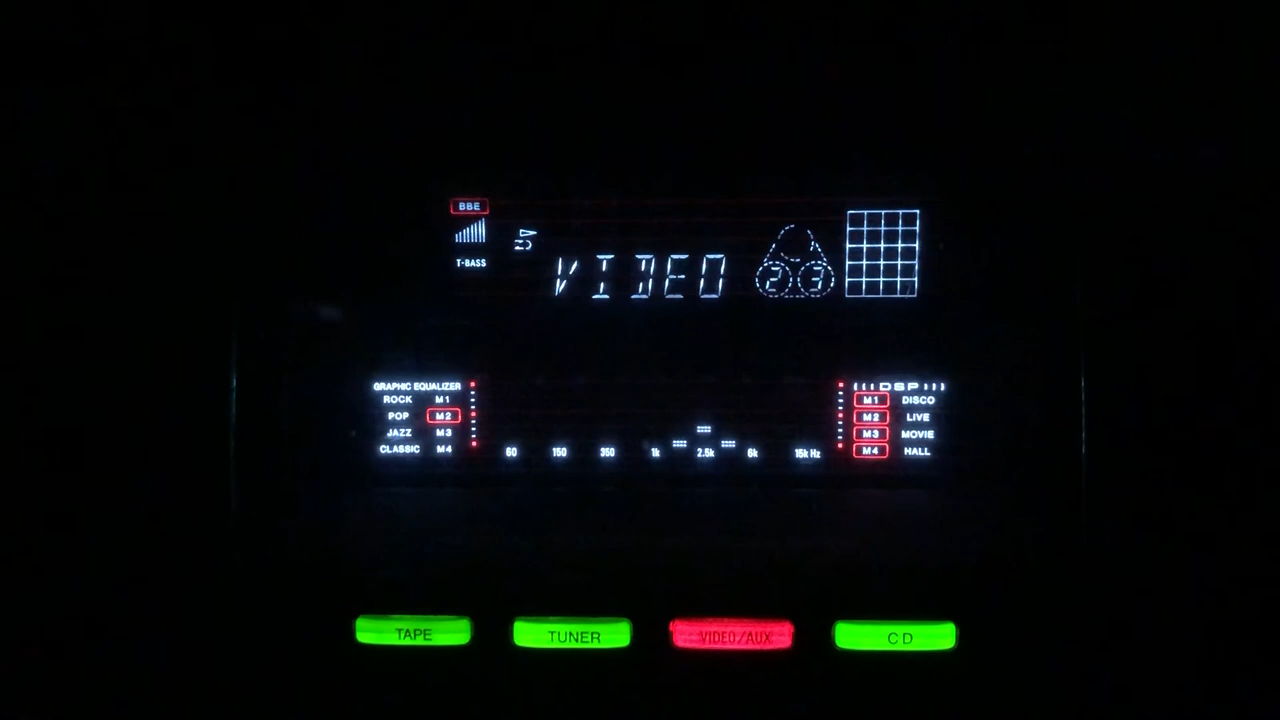 BBE
T-BASS
VIDEO
2 3
GRAPHIC EQUALIZER
ROCK M1
POP M2
JAZZ M3
CLASSIC M4
60 150 350 1k 2.5k 6k 15k Hz
DSP
M1 DISCO
M2 LIVE
M3 MOVIE
M4 HALL
TAPE TUNER VIDEO/AUX CD